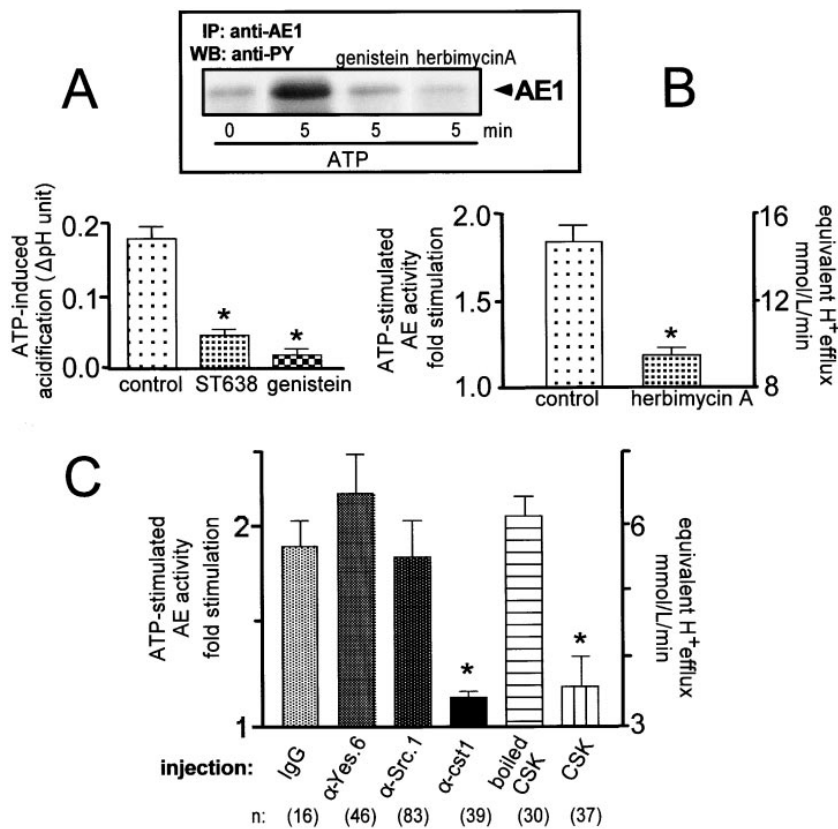 IP: anti-AE1
WB: anti-PY
genistein herbimycinA
AE1
0 5 5 5 min
ATP
A
B
ATP-induced
acidification (ΔpH unit)
0.2
0.1
0.0
control ST638 genistein
* *
ATP-stimulated
AE activity
fold stimulation
2.0
1.5
1.0
*
control herbimycin A
16
12
8
equivalent H+ efflux
mmol/L/min
C
ATP-stimulated
AE activity
fold stimulation
2
1
* *
6
3
equivalent H+ efflux
mmol/L/min
injection: IgG α-Yes.6 α-Src.1 α-cst1 boiled CSK CSK
n: (16) (46) (83) (39) (30) (37)